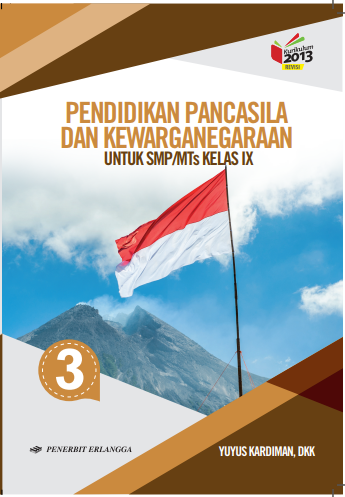 Kurikulum
2013
REVISI
PENDIDIKAN PANCASILA
DAN KEWARGANEGARAAN
UNTUK SMP/MTs KELAS IX
3
PENERBIT ERLANGGA
YUYUS KARDIMAN, DKK